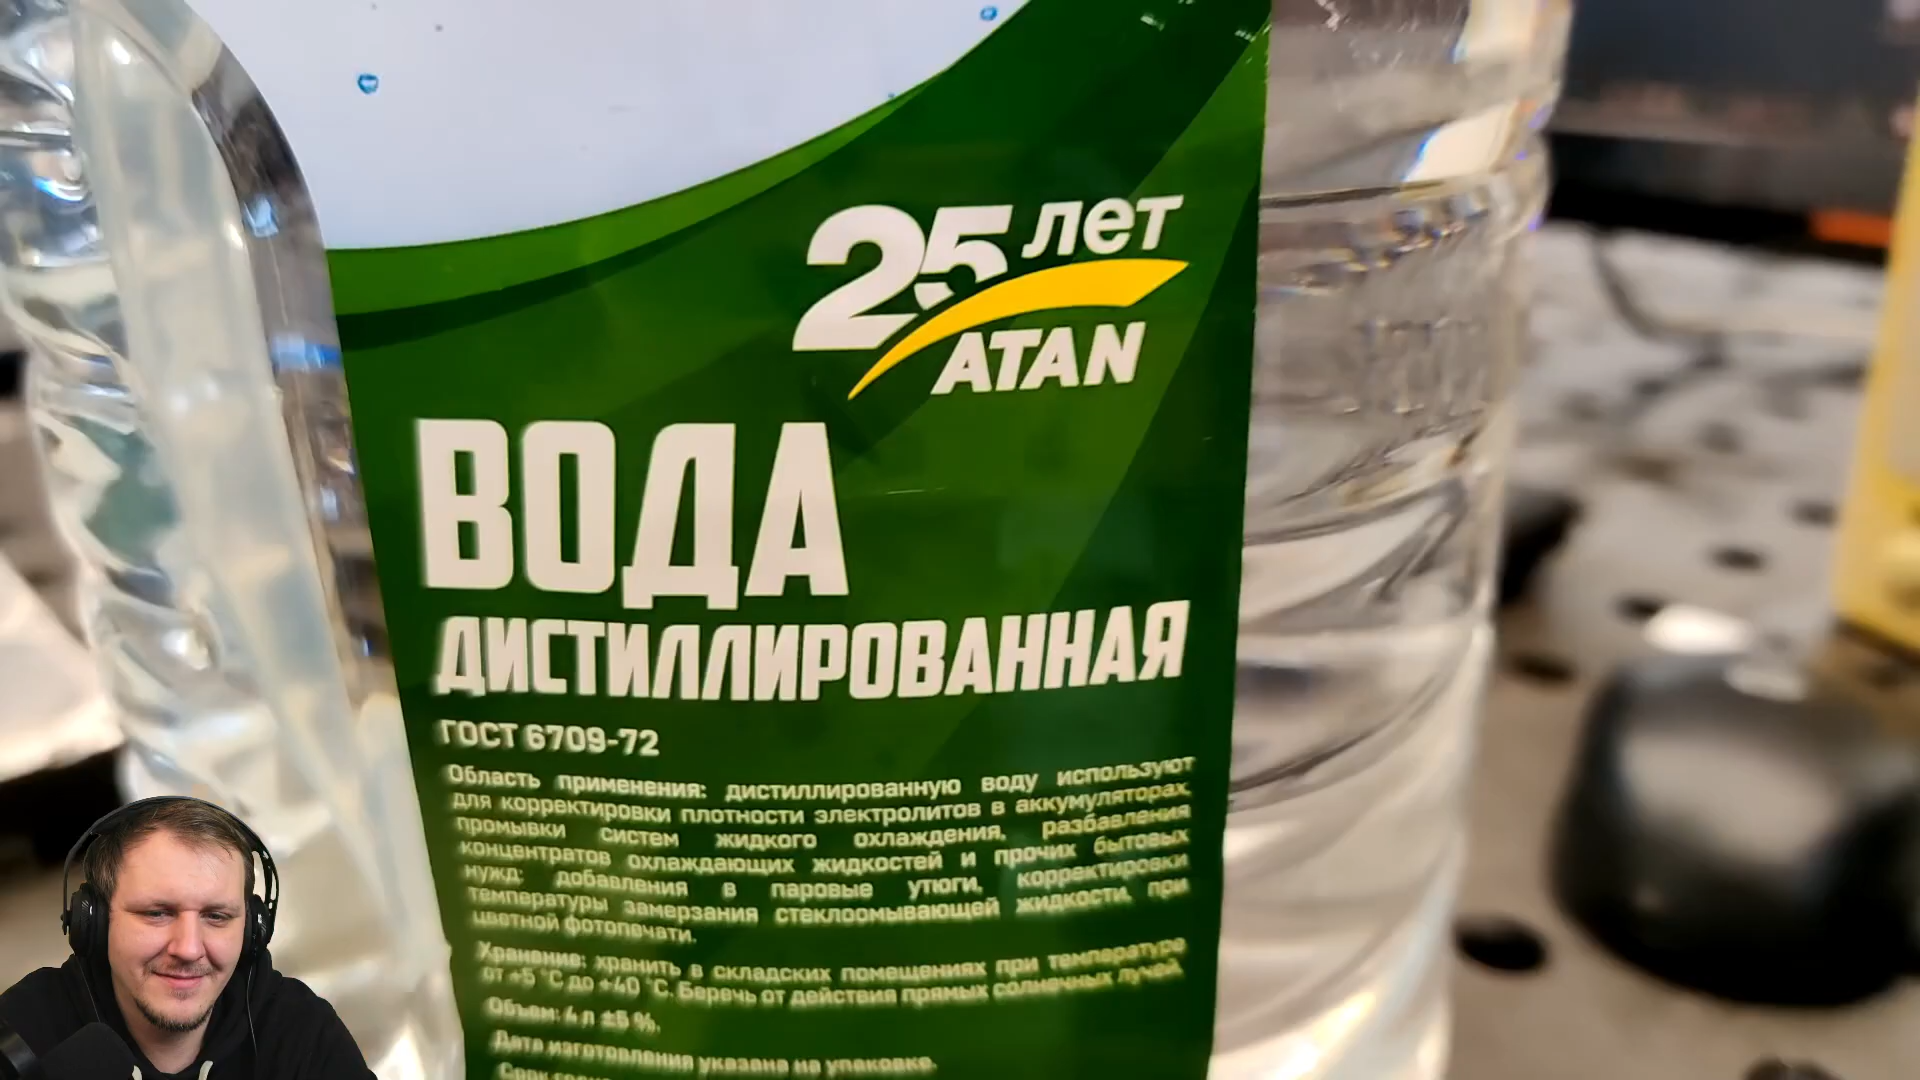 25 лет
ATAN
ВОДА
ДИСТИЛЛИРОВАННАЯ
ГОСТ 6709-72
Область применения: дистиллированную воду используют
для корректировки плотности электролитов в аккумуляторах,
промывки систем жидкого охлаждения, разбавления
концентратов охлаждающих жидкостей и прочих бытовых
нужд: добавления в паровые утюги, корректировки
температуры замерзания стеклоомывающей жидкости, при
цветной фотопечати.
Хранение: хранить в складских помещениях при температуре
от +5 °C до +40 °C. Беречь от действия прямых солнечных лучей.
Объем: 4 л ±5 %.
Дата изготовления указана на упаковке.
Срок